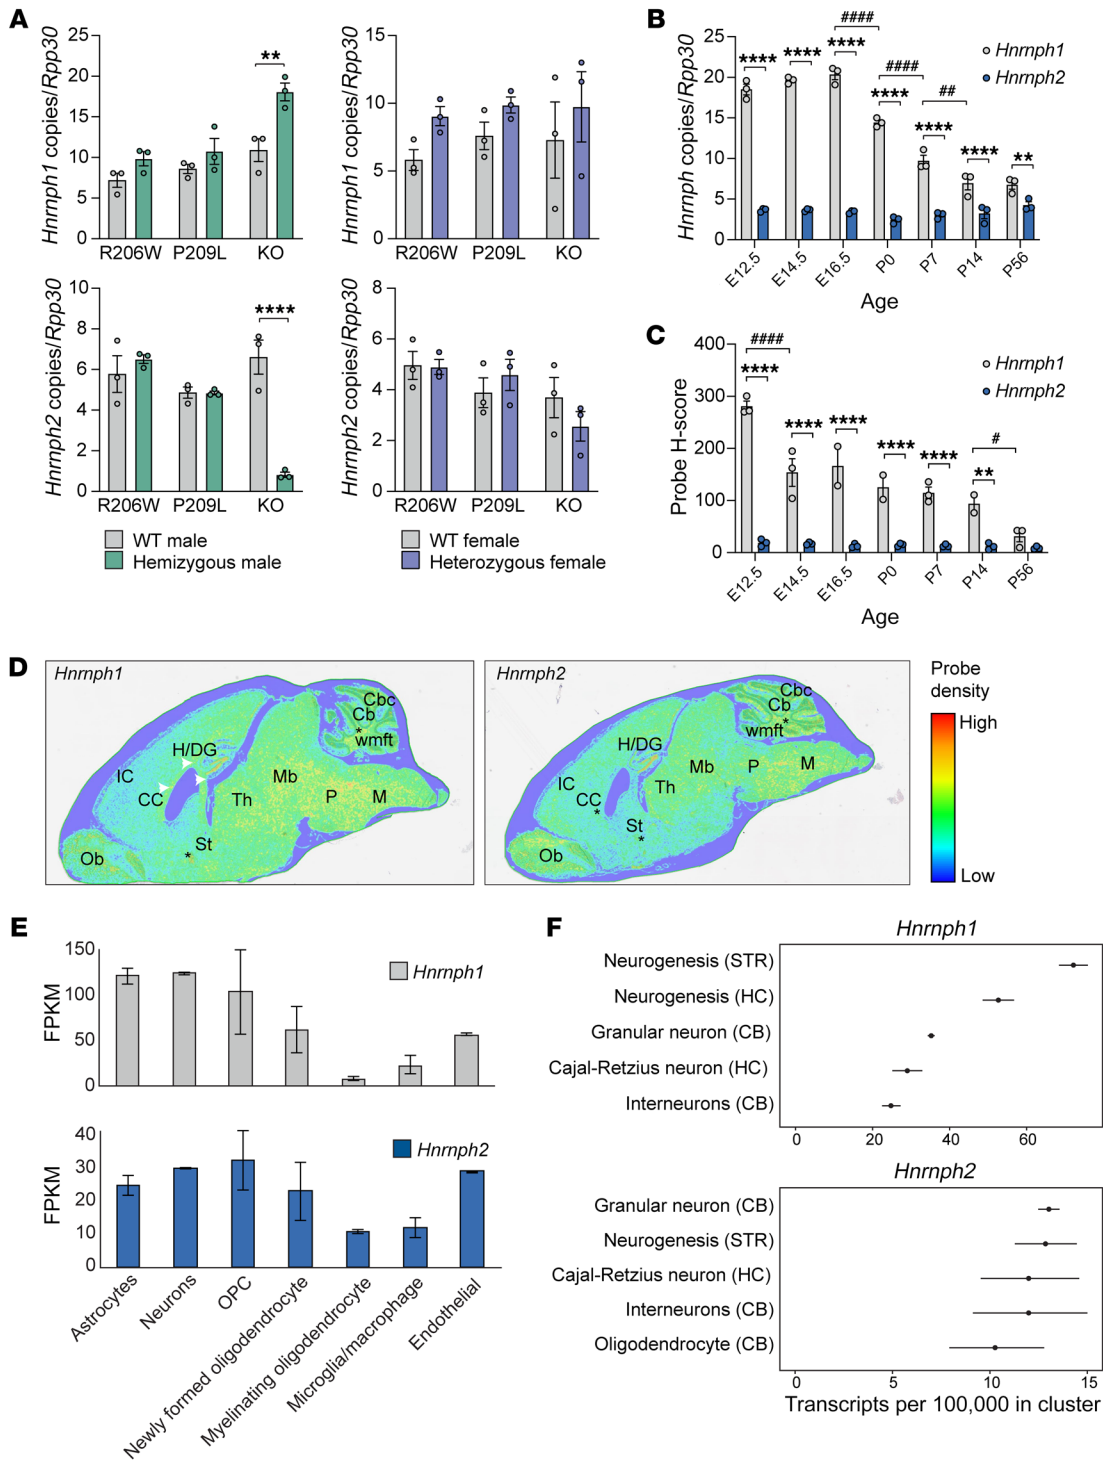 A
Hnrnph1 copies/Rpp30
25
20
15
10
5
0
**
R206W P209L KO
Hnrnph1 copies/Rpp30
15
10
5
0
R206W P209L KO
Hnrnph2 copies/Rpp30
10
8
6
4
2
0
****
R206W P209L KO
WT male
Hemizygous male
Hnrnph2 copies/Rpp30
8
6
4
2
0
R206W P209L KO
WT female
Heterozygous female
B
Hnrnph copies/Rpp30
25
20
15
10
5
0
#### #### ##
**** **** **** **** **** **** **
Hnrnph1
Hnrnph2
E12.5 E14.5 E16.5 P0 P7 P14 P56
Age
C
Probe H-score
400
300
200
100
0
#### #
**** **** **** **** **** **
Hnrnph1
Hnrnph2
E12.5 E14.5 E16.5 P0 P7 P14 P56
Age
D
Hnrnph1
Cbc
Cb
*
wmft
H/DG
IC
CC
Mb
Th
P
M
St
*
Ob
Hnrnph2
Cbc
Cb
*
wmft
H/DG
IC
CC
*
Mb
Th
P
M
St
*
Ob
Probe
density
High
Low
E
FPKM
150
100
50
0
Hnrnph1
FPKM
40
30
20
10
0
Hnrnph2
Astrocytes
Neurons
OPC
Newly formed oligodendrocyte
Myelinating oligodendrocyte
Microglia/macrophage
Endothelial
F
Hnrnph1
Neurogenesis (STR)
Neurogenesis (HC)
Granular neuron (CB)
Cajal-Retzius neuron (HC)
Interneurons (CB)
0 20 40 60
Hnrnph2
Granular neuron (CB)
Neurogenesis (STR)
Cajal-Retzius neuron (HC)
Interneurons (CB)
Oligodendrocyte (CB)
0 5 10 15
Transcripts per 100,000 in cluster